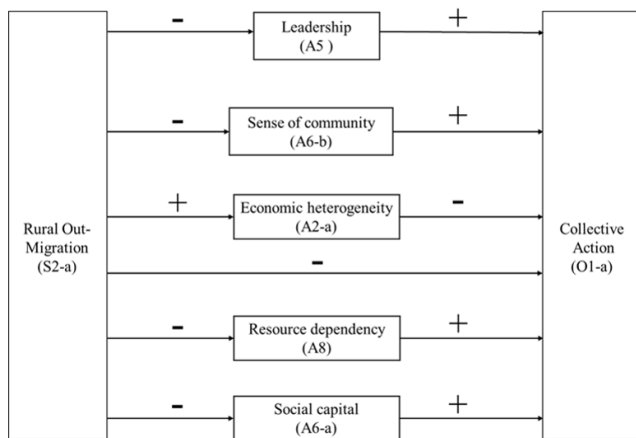 -
Leadership
(A5 )
+
-
Sense of community
(A6-b)
+
+
Economic heterogeneity
(A2-a)
-
Rural Out-
Migration
(S2-a)
-
Collective
Action
(O1-a)
-
Resource dependency
(A8)
+
-
Social capital
(A6-a)
+